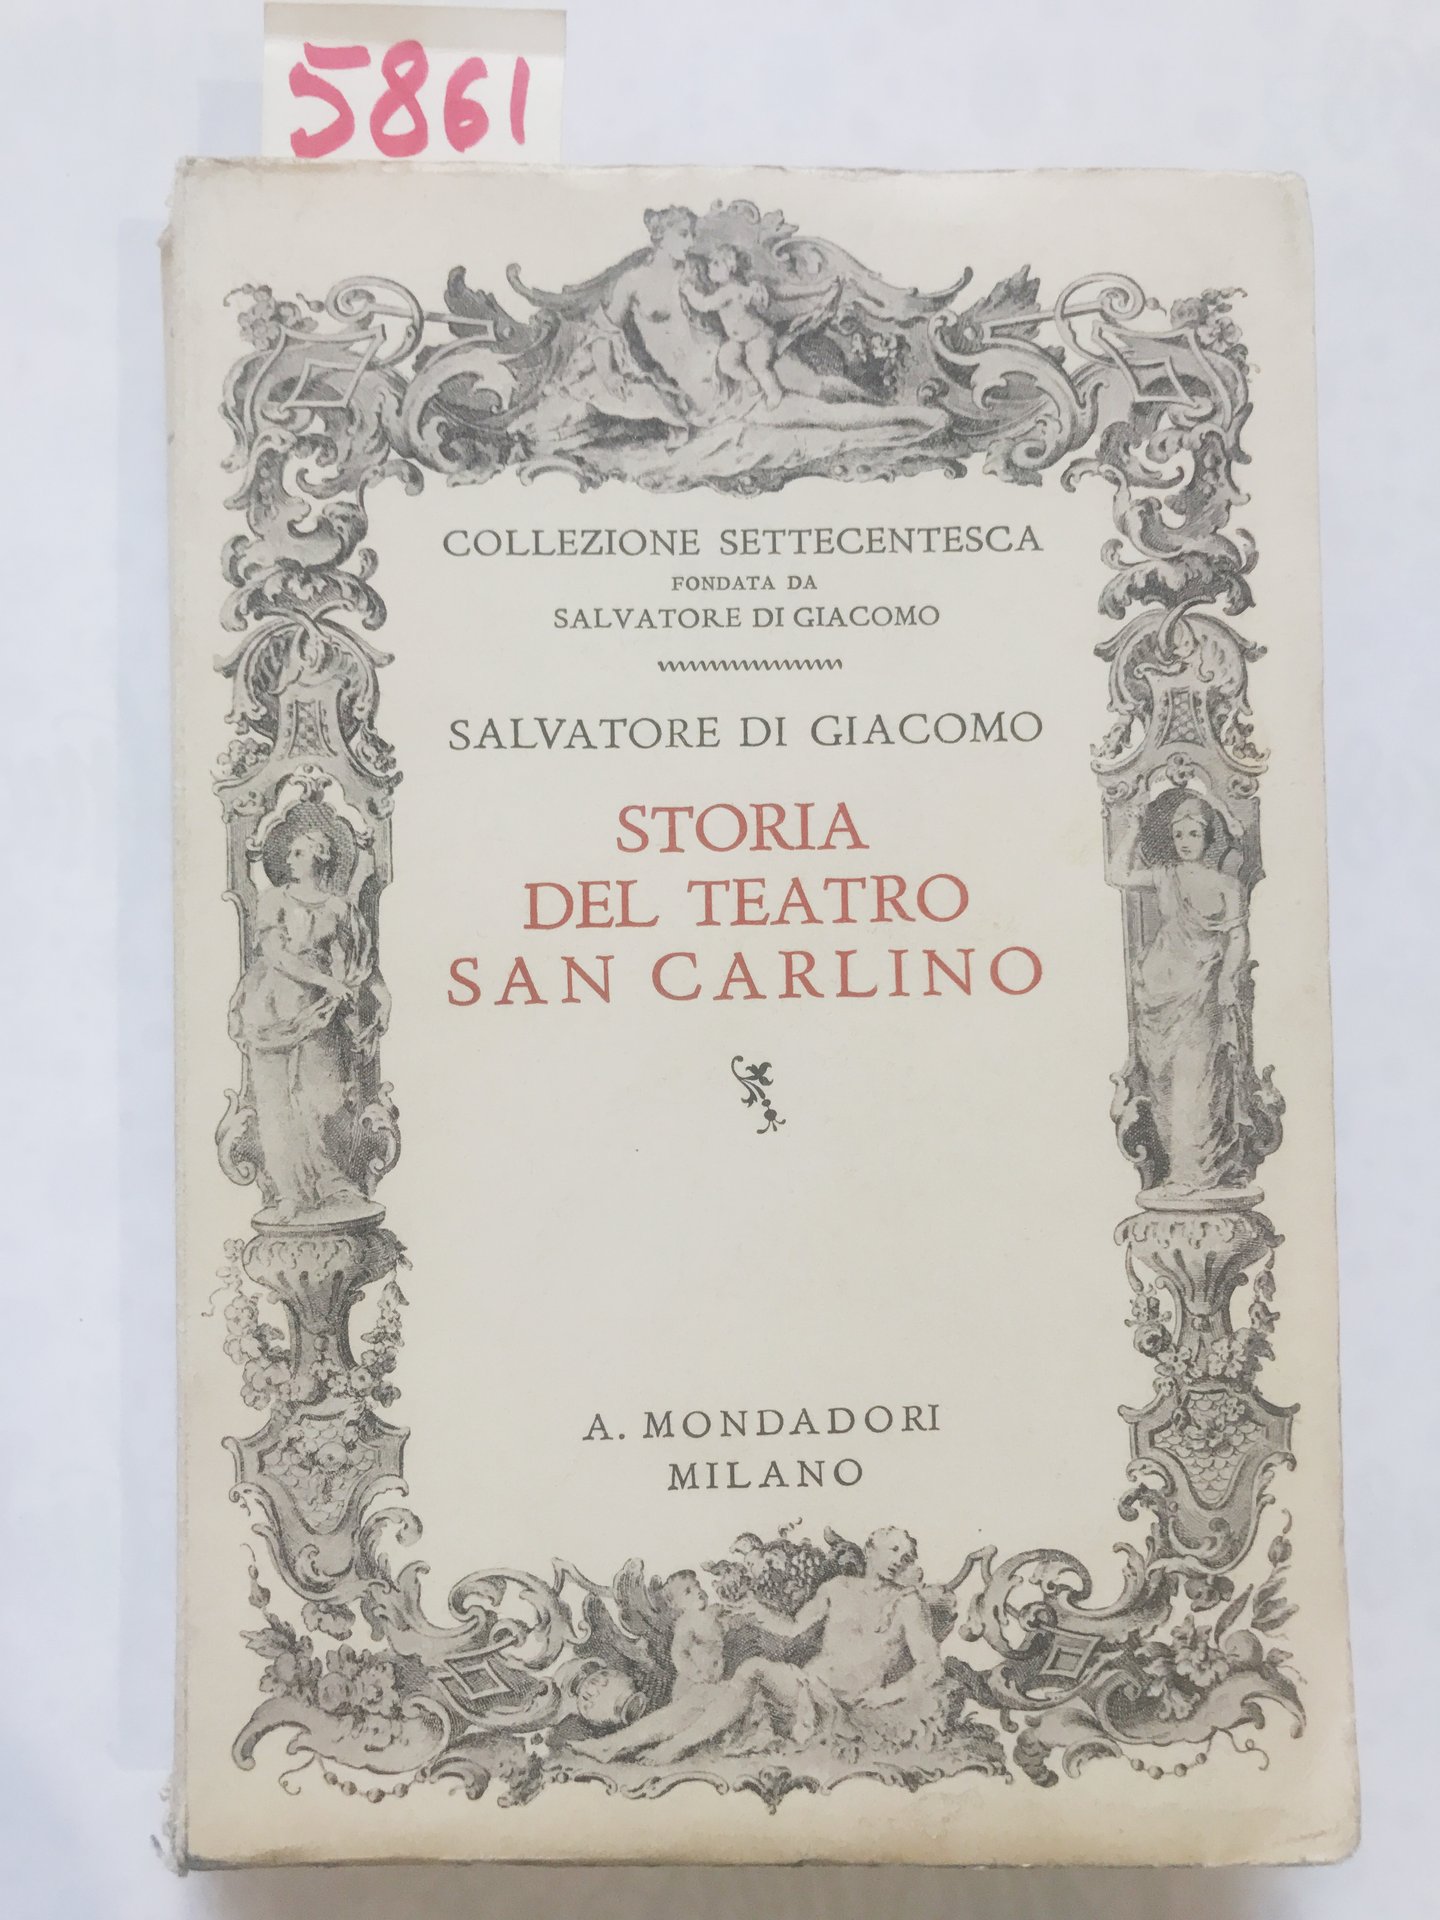 5861
COLLEZIONE SETTECENTESCA
FONDATA DA
SALVATORE DI GIACOMO
SALVATORE DI GIACOMO
STORIA
DEL TEATRO
SAN CARLINO
A. MONDADORI
MILANO